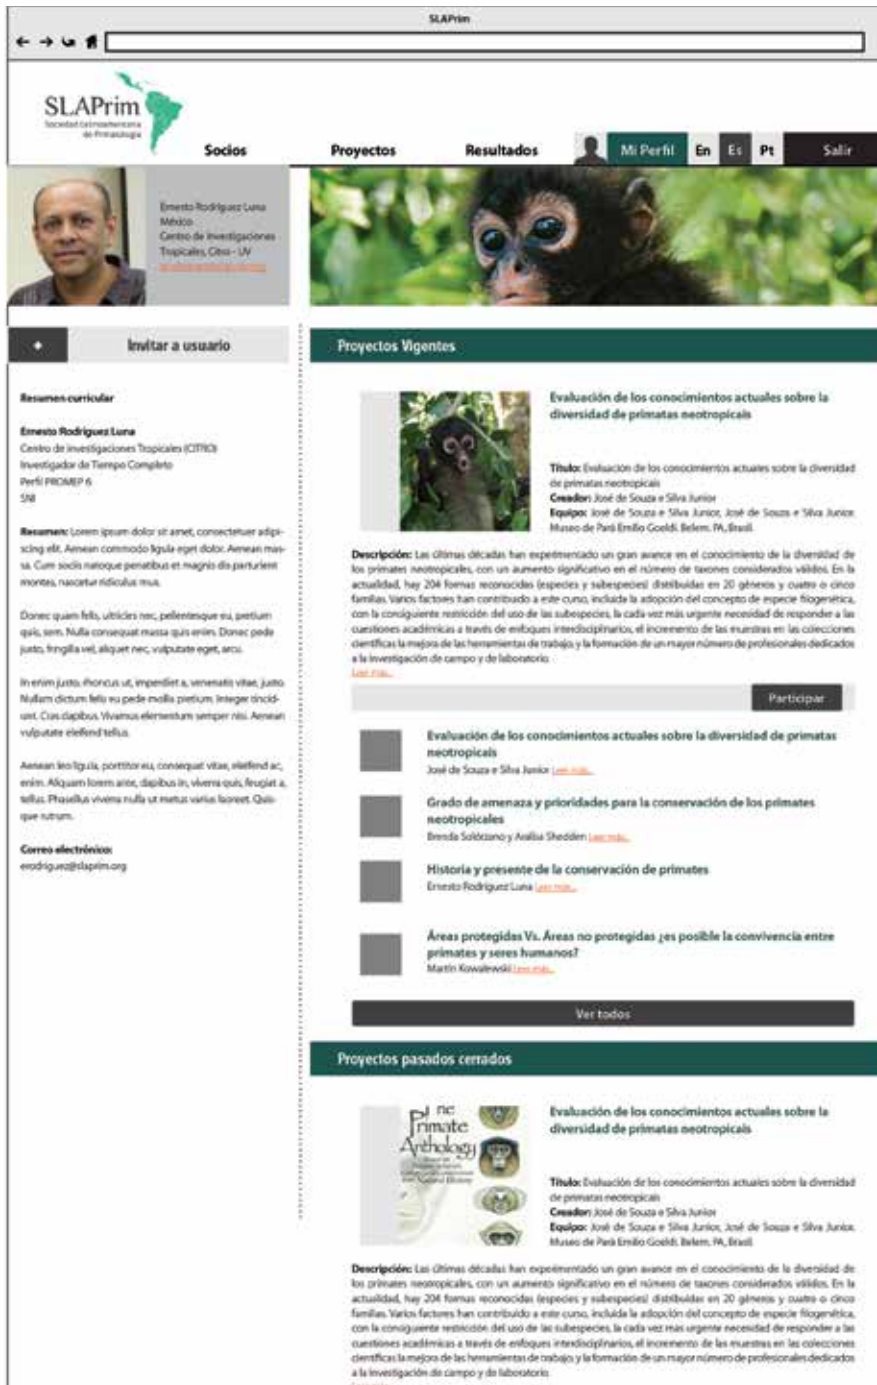 SLAPrim
SLAPrim
Sociedad Latinoamericana
de Primatología
Socios
Proyectos
Resultados
Mi Perfil
En
Es
Pt
Salir
Ernesto Rodríguez Luna
México
Centro de Investigaciones
Tropicales, Citro - UV
+
Invitar a usuario
Resumen curricular
Ernesto Rodríguez Luna
Centro de Investigaciones Tropicales (CITRO)
Investigador de Tiempo Completo
Perfil PROMEP 6
SNI
Resumen: Lorem ipsum dolor sit amet, consectetuer adipi-
scing elit. Aenean commodo ligula eget dolor. Aenean mas-
sa. Cum sociis natoque penatibus et magnis dis parturient
montes, nascetur ridiculus mus.
Donec quam felis, ultricies nec, pellentesque eu, pretium
quis, sem. Nulla consequat massa quis enim. Donec pede
justo, fringilla vel, aliquet nec, vulputate eget, arcu.
In enim justo, rhoncus ut, imperdiet a, venenatis vitae, justo.
Nullam dictum felis eu pede mollis pretium. Integer tincid-
unt. Cras dapibus. Vivamus elementum semper nisi. Aenean
vulputate eleifend tellus.
Aenean leo ligula, porttitor eu, consequat vitae, eleifend ac,
enim. Aliquam lorem ante, dapibus in, viverra quis, feugiat a,
tellus. Phasellus viverra nulla ut metus varius laoreet. Quis-
que rutrum.
Correo electrónico:
erodriguez@slaprim.org
Proyectos Vigentes
Evaluación de los conocimientos actuales sobre la
diversidad de primatas neotropicais
Título: Evaluación de los conocimientos actuales sobre la diversidad
de primatas neotropicais
Creador: José de Souza e Silva Junior
Equipo: José de Souza e Silva Junior, José de Souza e Silva Junior.
Museo de Pará Emilio Goeldi. Belem, PA, Brasil.
Descripción: Las últimas décadas han experimentado un gran avance en el conocimiento de la diversidad de
los primates neotropicales, con un aumento significativo en el número de taxones considerados válidos. En la
actualidad, hay 204 formas reconocidas (especies y subespecies) distribuidas en 20 géneros y cuatro o cinco
familias. Varios factores han contribuido a este curso, incluida la adopción del concepto de especie filogenética,
con la consiguiente restricción del uso de las subespecies, la cada vez más urgente necesidad de responder a las
cuestiones académicas a través de enfoques interdisciplinarios, el incremento de las muestras en las colecciones
científicas la mejora de las herramientas de trabajo, y la formación de un mayor número de profesionales dedicados
a la investigación de campo y de laboratorio.
Leer más...
Participar
Evaluación de los conocimientos actuales sobre la diversidad de primatas
neotropicais
José de Souza e Silva Junior Leer más...
Grado de amenaza y prioridades para la conservación de los primates
neotropicales
Brenda Solórzano y Aralisa Shedden Leer más...
Historia y presente de la conservación de primates
Ernesto Rodríguez Luna Leer más...
Áreas protegidas Vs. Áreas no protegidas ¿es posible la convivencia entre
primates y seres humanos?
Martín Kowalewski Leer más...
Ver todos
Proyectos pasados cerrados
The
Primate
Anthology
Natural History
Evaluación de los conocimientos actuales sobre la
diversidad de primatas neotropicais
Título: Evaluación de los conocimientos actuales sobre la diversidad
de primatas neotropicais
Creador: José de Souza e Silva Junior
Equipo: José de Souza e Silva Junior, José de Souza e Silva Junior.
Museo de Pará Emilio Goeldi. Belem, PA, Brasil.
Descripción: Las últimas décadas han experimentado un gran avance en el conocimiento de la diversidad de
los primates neotropicales, con un aumento significativo en el número de taxones considerados válidos. En la
actualidad, hay 204 formas reconocidas (especies y subespecies) distribuidas en 20 géneros y cuatro o cinco
familias. Varios factores han contribuido a este curso, incluida la adopción del concepto de especie filogenética,
con la consiguiente restricción del uso de las subespecies, la cada vez más urgente necesidad de responder a las
cuestiones académicas a través de enfoques interdisciplinarios, el incremento de las muestras en las colecciones
científicas la mejora de las herramientas de trabajo, y la formación de un mayor número de profesionales dedicados
a la investigación de campo y de laboratorio.